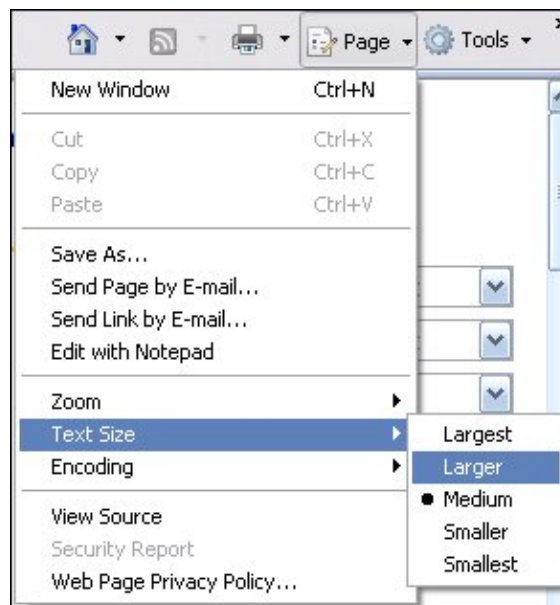 Page Tools
New Window Ctrl+N
Cut Ctrl+X
Copy Ctrl+C
Paste Ctrl+V
Save As...
Send Page by E-mail...
Send Link by E-mail...
Edit with Notepad
Zoom
Text Size
Encoding
View Source
Security Report
Web Page Privacy Policy...
Largest
Larger
Medium
Smaller
Smallest